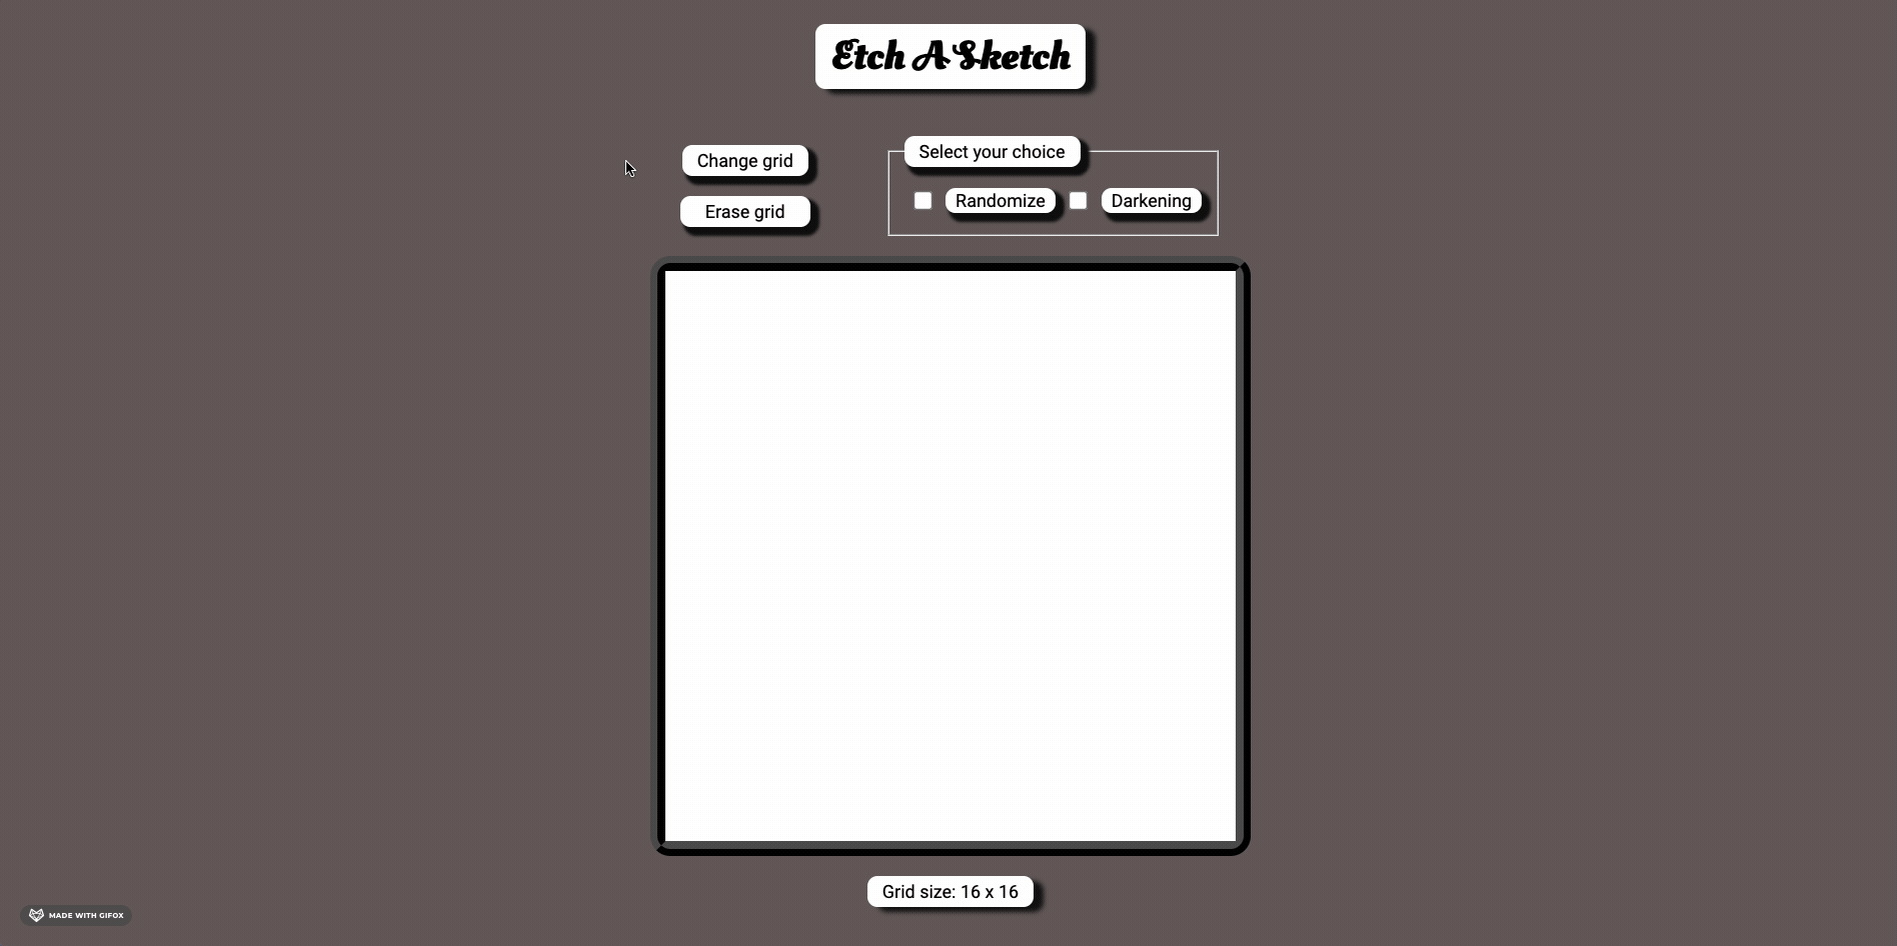 Etch A Sketch
Change grid
Erase grid
Select your choice
Randomize
Darkening
Grid size: 16 x 16
MADE WITH GIFOX